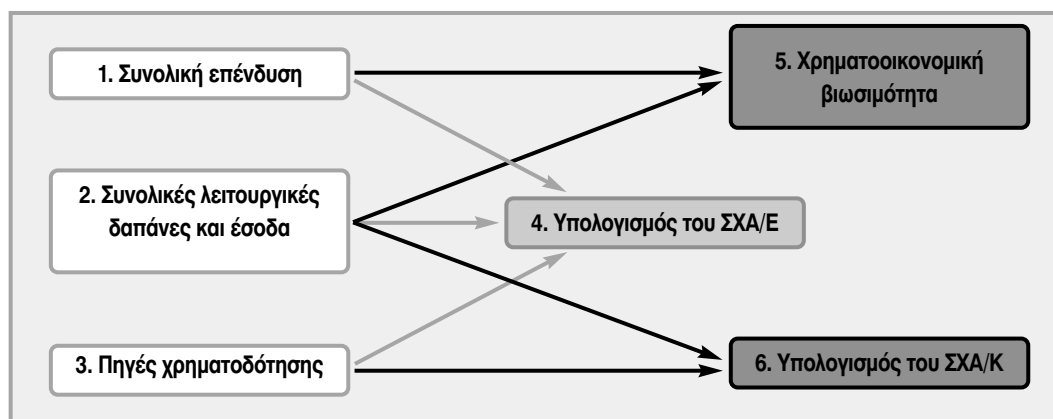 1. Συνολική επένδυση
2. Συνολικές λειτουργικές
δαπάνες και έσοδα
3. Πηγές χρηματοδότησης
4. Υπολογισμός του ΣΧΑ/Ε
5. Χρηματοοικονομική
βιωσιμότητα
6. Υπολογισμός του ΣΧΑ/Κ